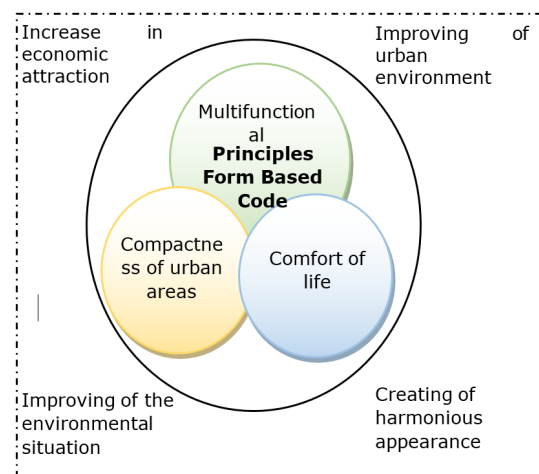 Increase in
economic
attraction
Improving of
urban
environment
Multifunction
al
Principles
Form Based
Code
Compactne
ss of urban
areas
Comfort of
life
Improving of the
environmental
situation
Creating of
harmonious
appearance